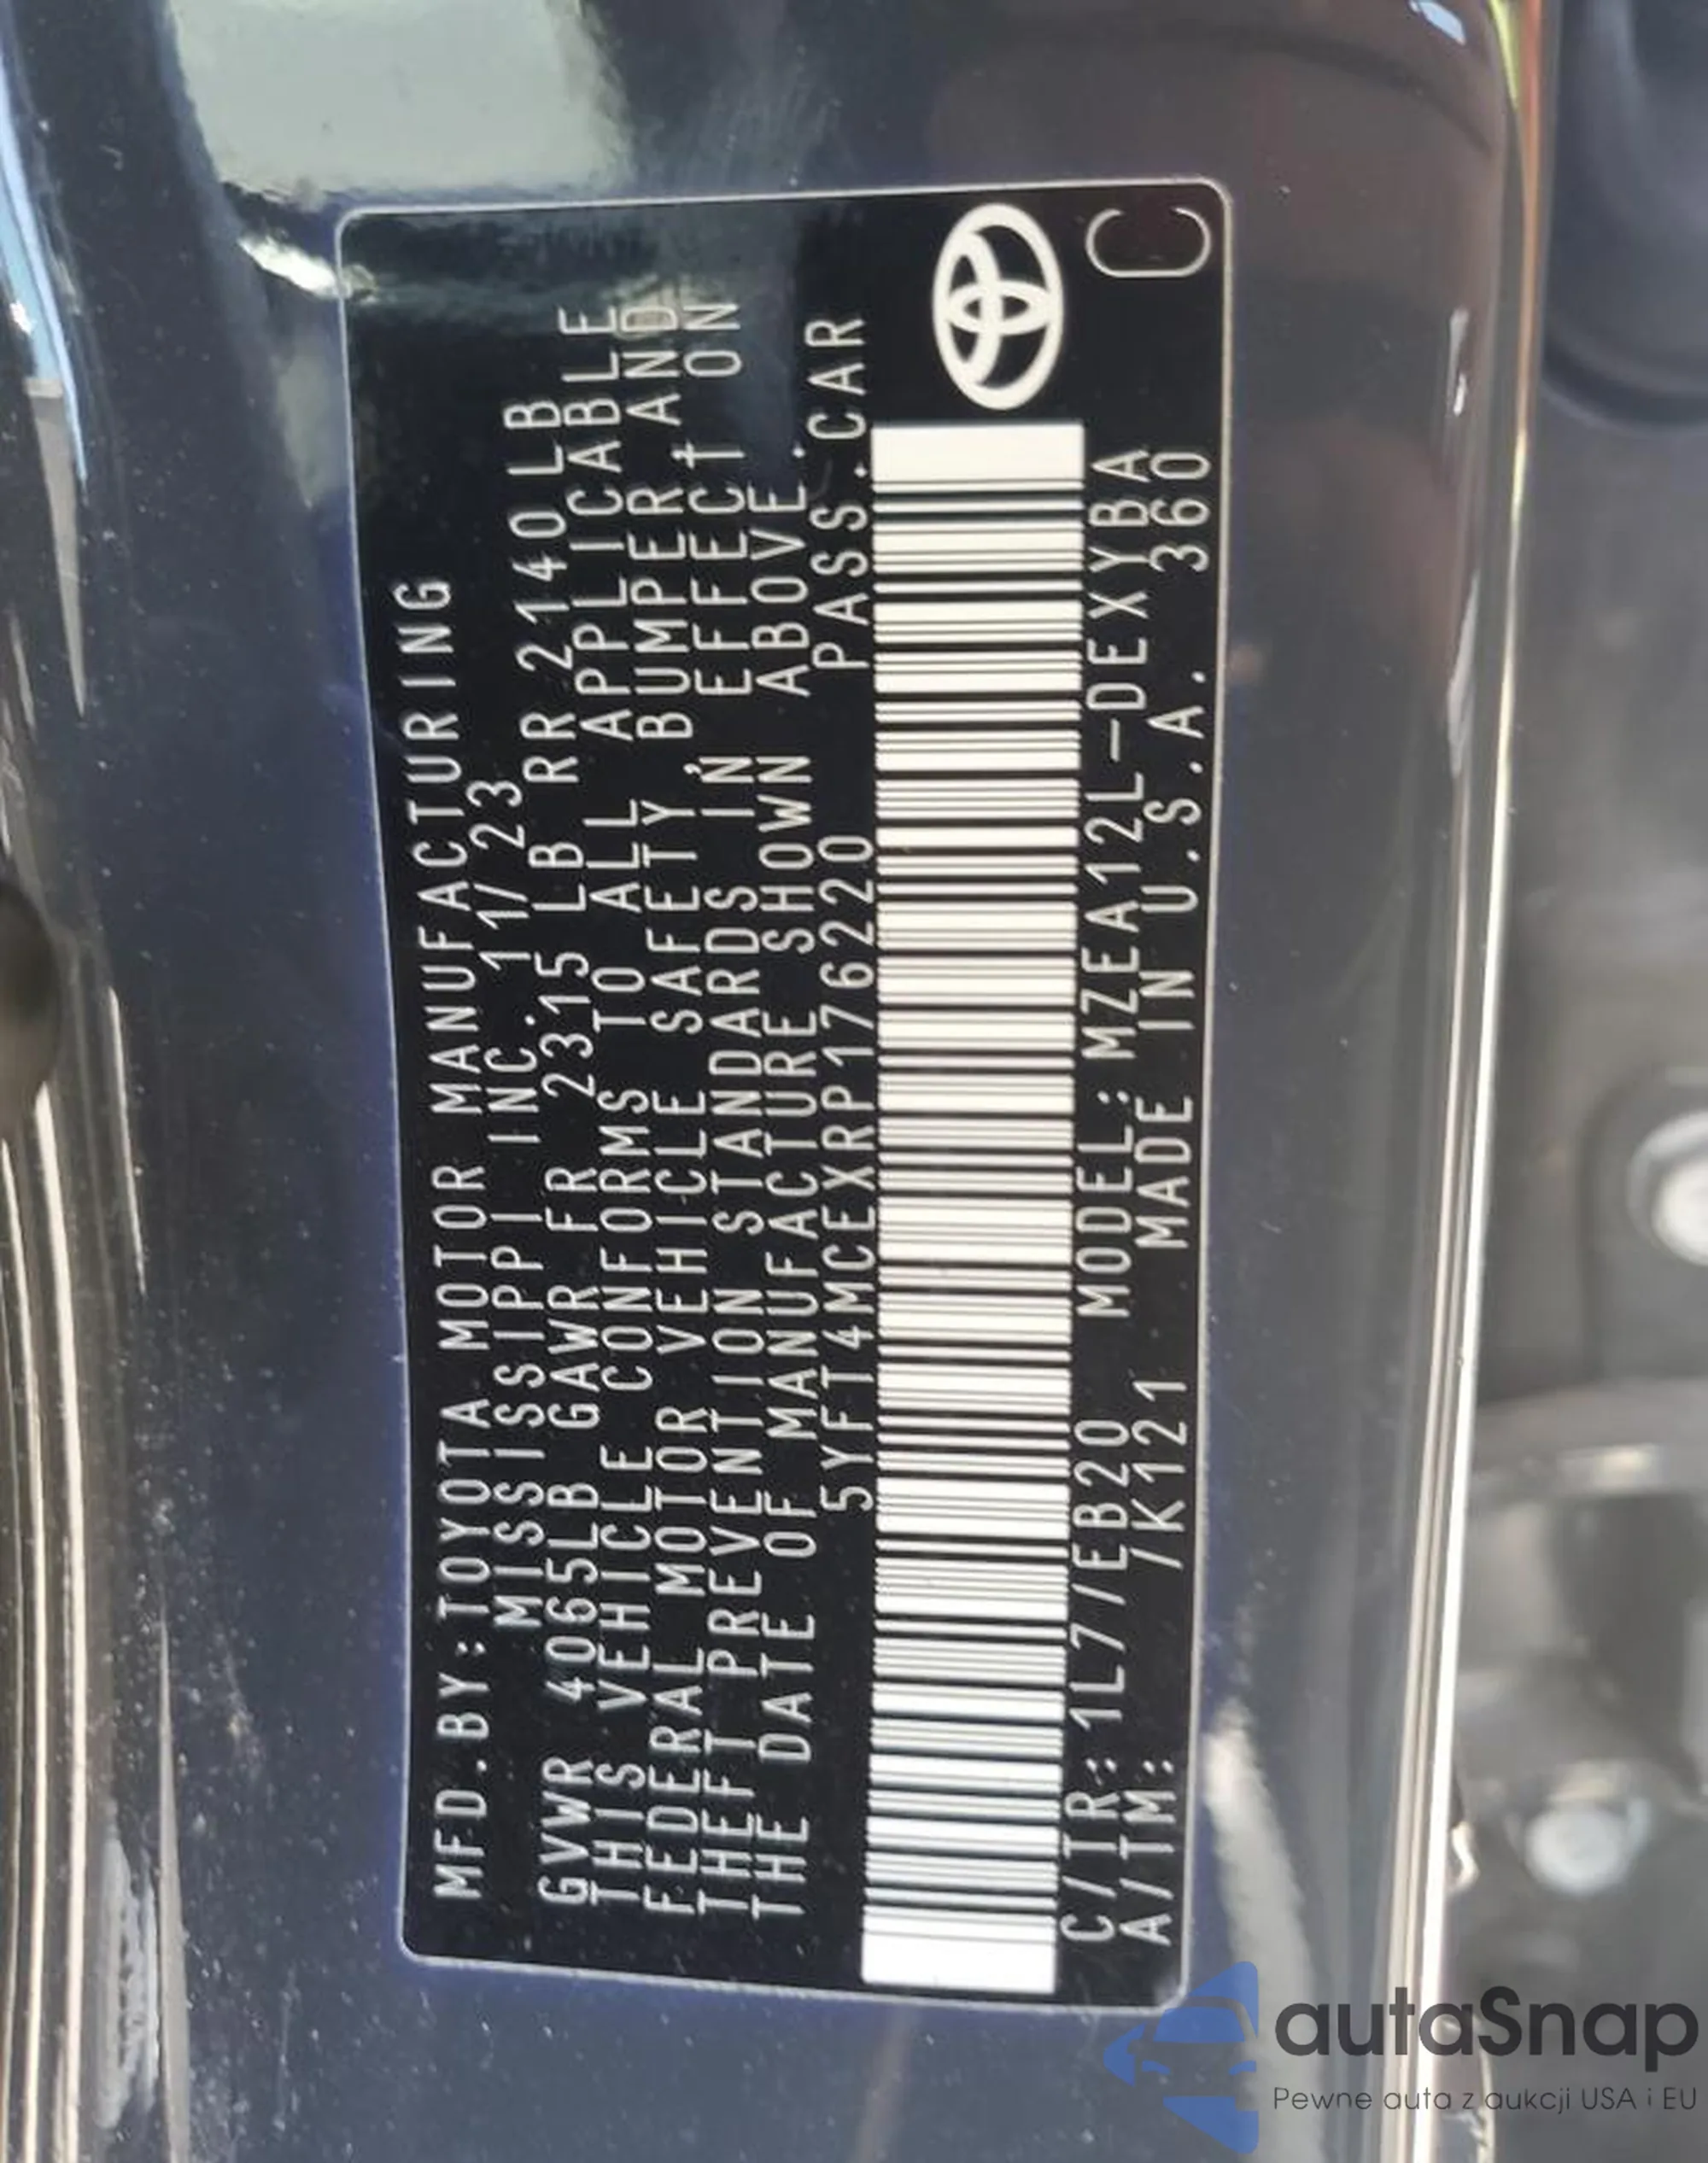 MFD.BY:TOYOTA MOTOR MANUFACTURING
MISSISSIPPI INC. 11/23
GVWR 4065LB GAWR FR 2315 LB RR 2140LB
THIS VEHICLE CONFORMS TO ALL APPLICABLE
FEDERAL MOTOR VEHICLE SAFETY, BUMPER, AND
THEFT PREVENTION STANDARDS IN EFFECT ON
THE DATE OF MANUFACTURE SHOWN ABOVE.
5YFT4MCEXRP176220 PASS.CAR
C/TR: 1L7/EB20 MODEL: MZEA12L-DEXYBA
A/TM: /K121 MADE IN U.S.A. 360
C
autaSnap
Pewne auta z aukcji USA i EU